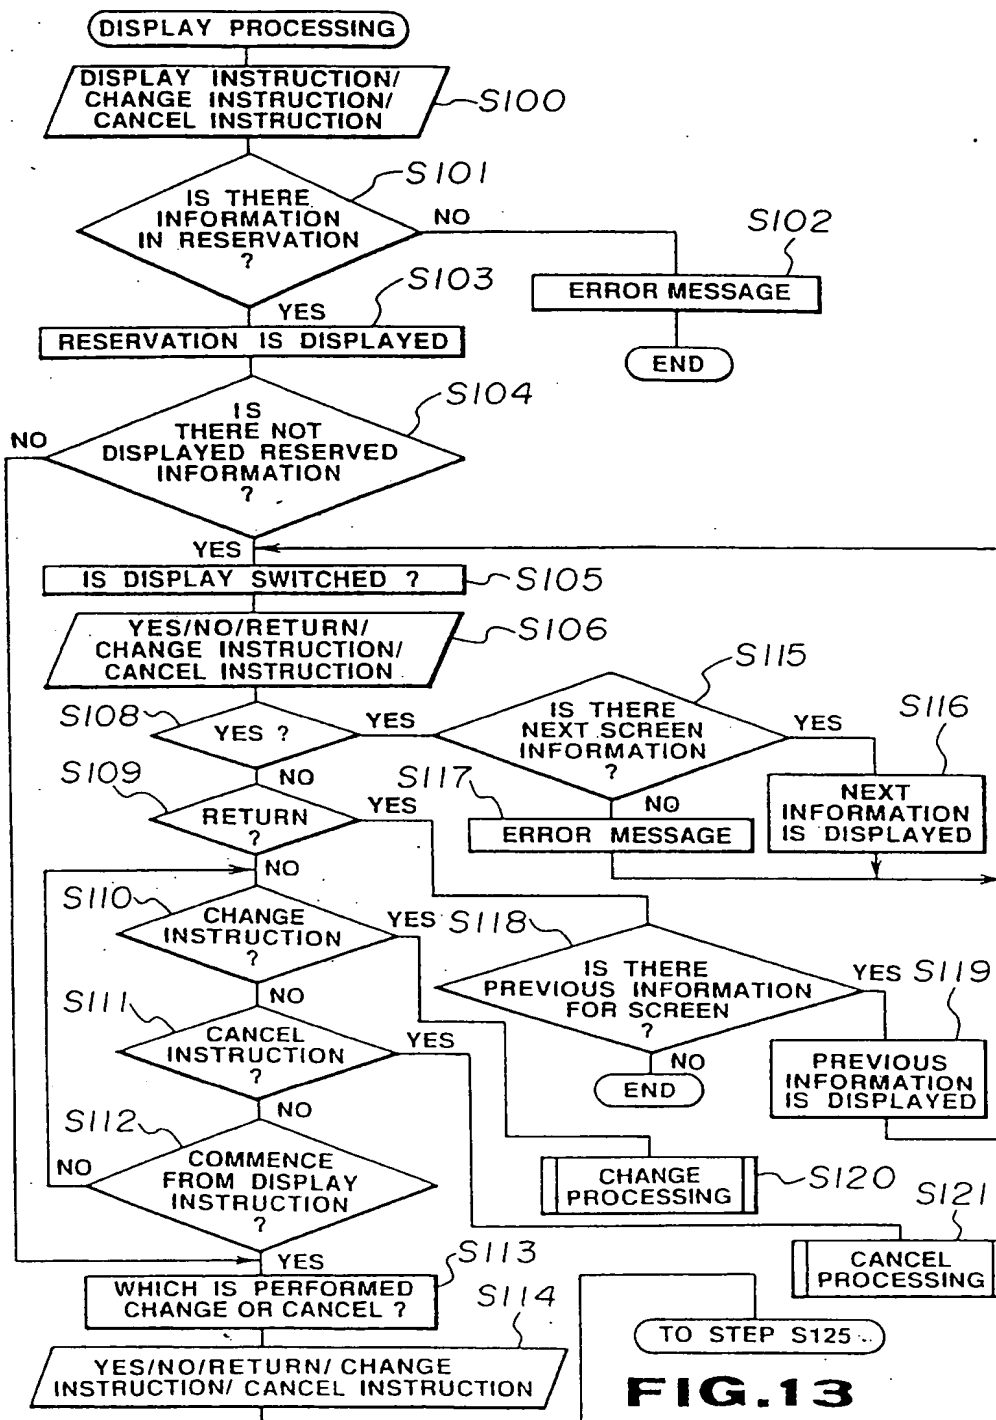 DISPLAY PROCESSING
DISPLAY INSTRUCTION/
CHANGE INSTRUCTION/
CANCEL INSTRUCTION
S100
S101
IS THERE
INFORMATION
IN RESERVATION
?
NO
S102
ERROR MESSAGE
END
YES
S103
RESERVATION IS DISPLAYED
S104
IS
THERE NOT
DISPLAYED RESERVED
INFORMATION
?
NO
YES
IS DISPLAY SWITCHED ?
S105
YES/NO/RETURN/
CHANGE INSTRUCTION/
CANCEL INSTRUCTION
S106
S108
YES ?
YES
S115
IS THERE
NEXT SCREEN
INFORMATION
?
YES
S116
NEXT
INFORMATION
IS DISPLAYED
NO
S109
RETURN
?
YES
S117
NO
ERROR MESSAGE
NO
S110
CHANGE
INSTRUCTION
?
YES
S118
IS THERE
PREVIOUS INFORMATION
FOR SCREEN
?
YES
S119
PREVIOUS
INFORMATION
IS DISPLAYED
NO
END
NO
S111
CANCEL
INSTRUCTION
?
YES
NO
S112
COMMENCE
FROM DISPLAY
INSTRUCTION
?
NO
YES
CHANGE
PROCESSING
S120
S121
CANCEL
PROCESSING
S113
WHICH IS PERFORMED
CHANGE OR CANCEL ?
S114
YES/NO/RETURN/ CHANGE
INSTRUCTION/ CANCEL INSTRUCTION
TO STEP S125
FIG.13